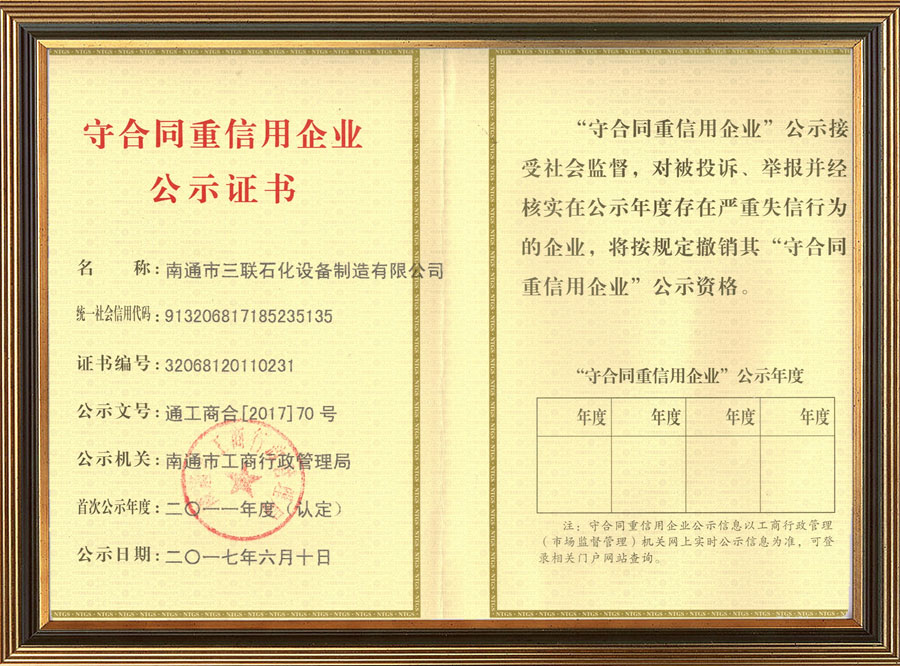 守合同重信用企业
公示证书
名 称：南通市三联石化设备制造有限公司
统一社会信用代码：913206817185235135
证书编号：32068120110231
公示文号：通工商合[2017]70号
公示机关：南通市工商行政管理局
首次公示年度：二〇一一年度（认定）
公示日期：二〇一七年六月十日
“守合同重信用企业”公示接
受社会监督，对被投诉、举报并经
核实在公示年度存在严重失信行为
的企业，将按规定撤销其“守合同
重信用企业”公示资格。
“守合同重信用企业”公示年度
年度 年度 年度 年度
注：守合同重信用企业公示信息以工商行政管理
（市场监督管理）机关网上实时公示信息为准，可登
录相关门户网站查询。